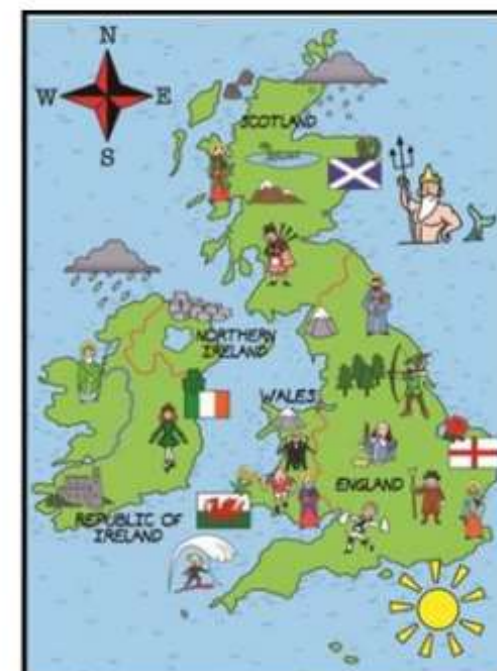 N
W E
S
SCOTLAND
NORTHERN
IRELAND
WALES
ENGLAND
REPUBLIC OF
IRELAND